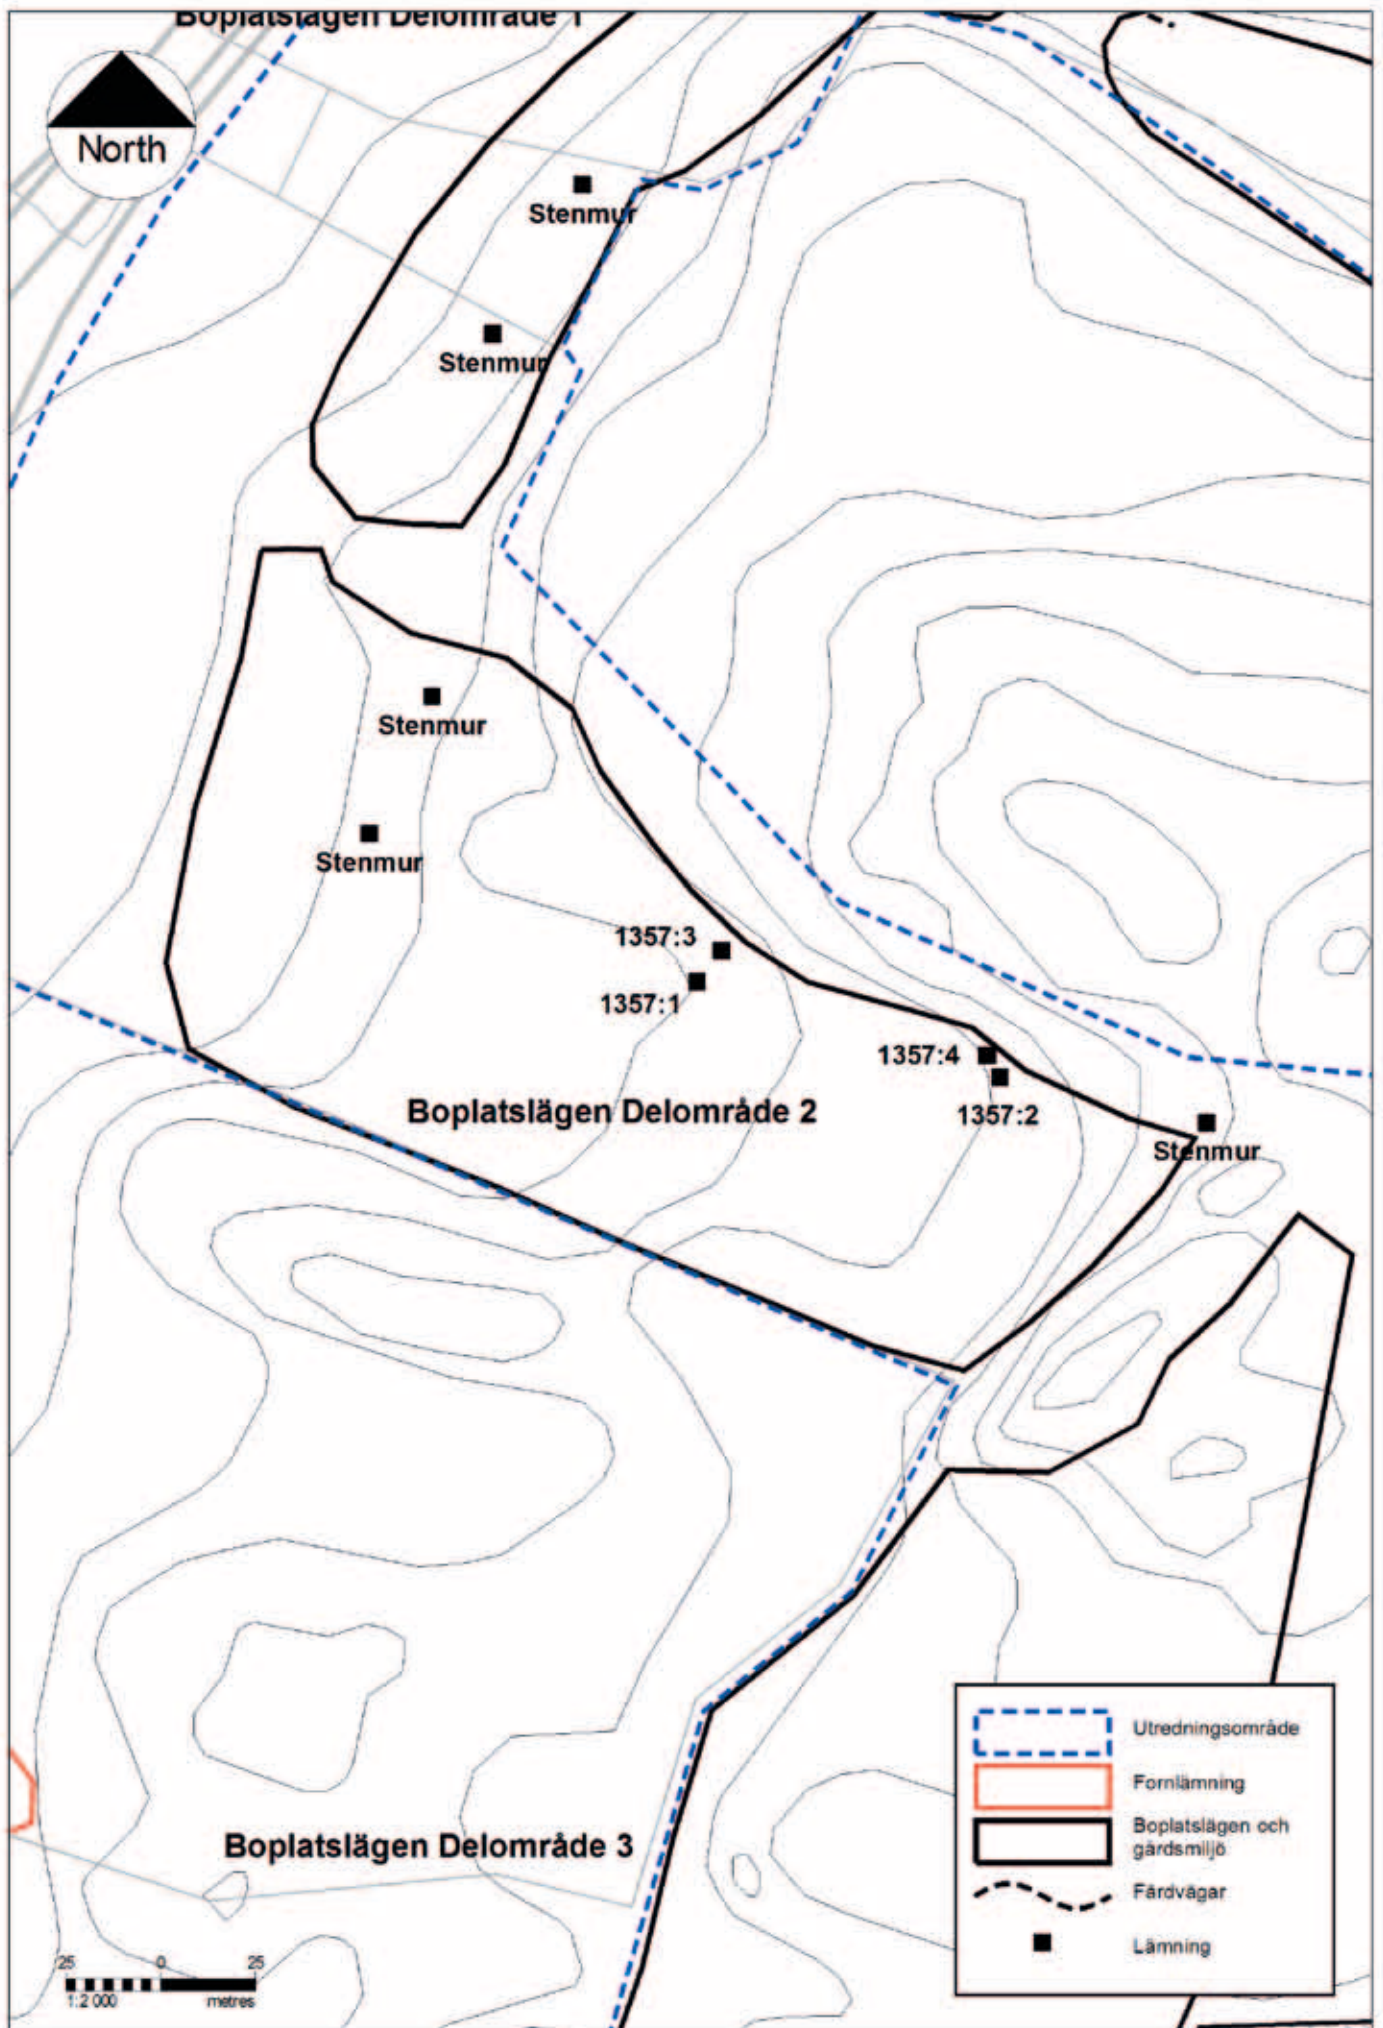 Boplatslägen Delområde 1
North
Stenmur
Stenmur
Stenmur
Stenmur
1357:3
1357:1
1357:4
1357:2
Boplatslägen Delområde 2
Stenmur
Utredningsområde
Fornlämning
Boplatslägen och
gårdsmiljö
Färdvägar
Lämning
Boplatslägen Delområde 3
25 0 25
1:2 000 metres